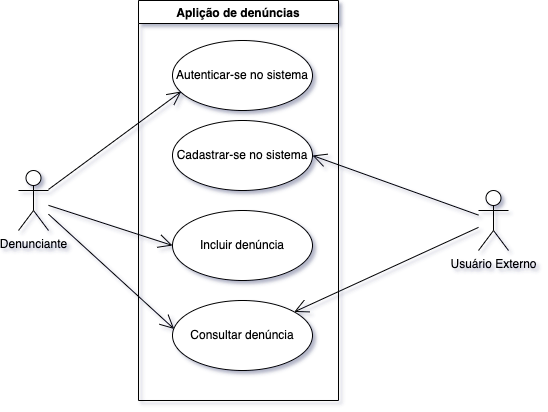 Aplição de denúncias
Autenticar-se no sistema
Cadastrar-se no sistema
Denunciante
Incluir denúncia
Usuário Externo
Consultar denúncia